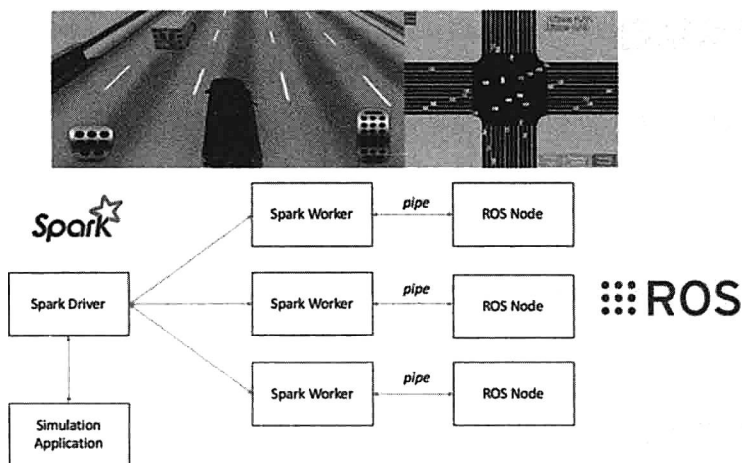 Spark
Spark Worker
pipe
ROS Node
Spark Driver
Spark Worker
pipe
ROS Node
ROS
Spark Worker
pipe
ROS Node
Simulation
Application